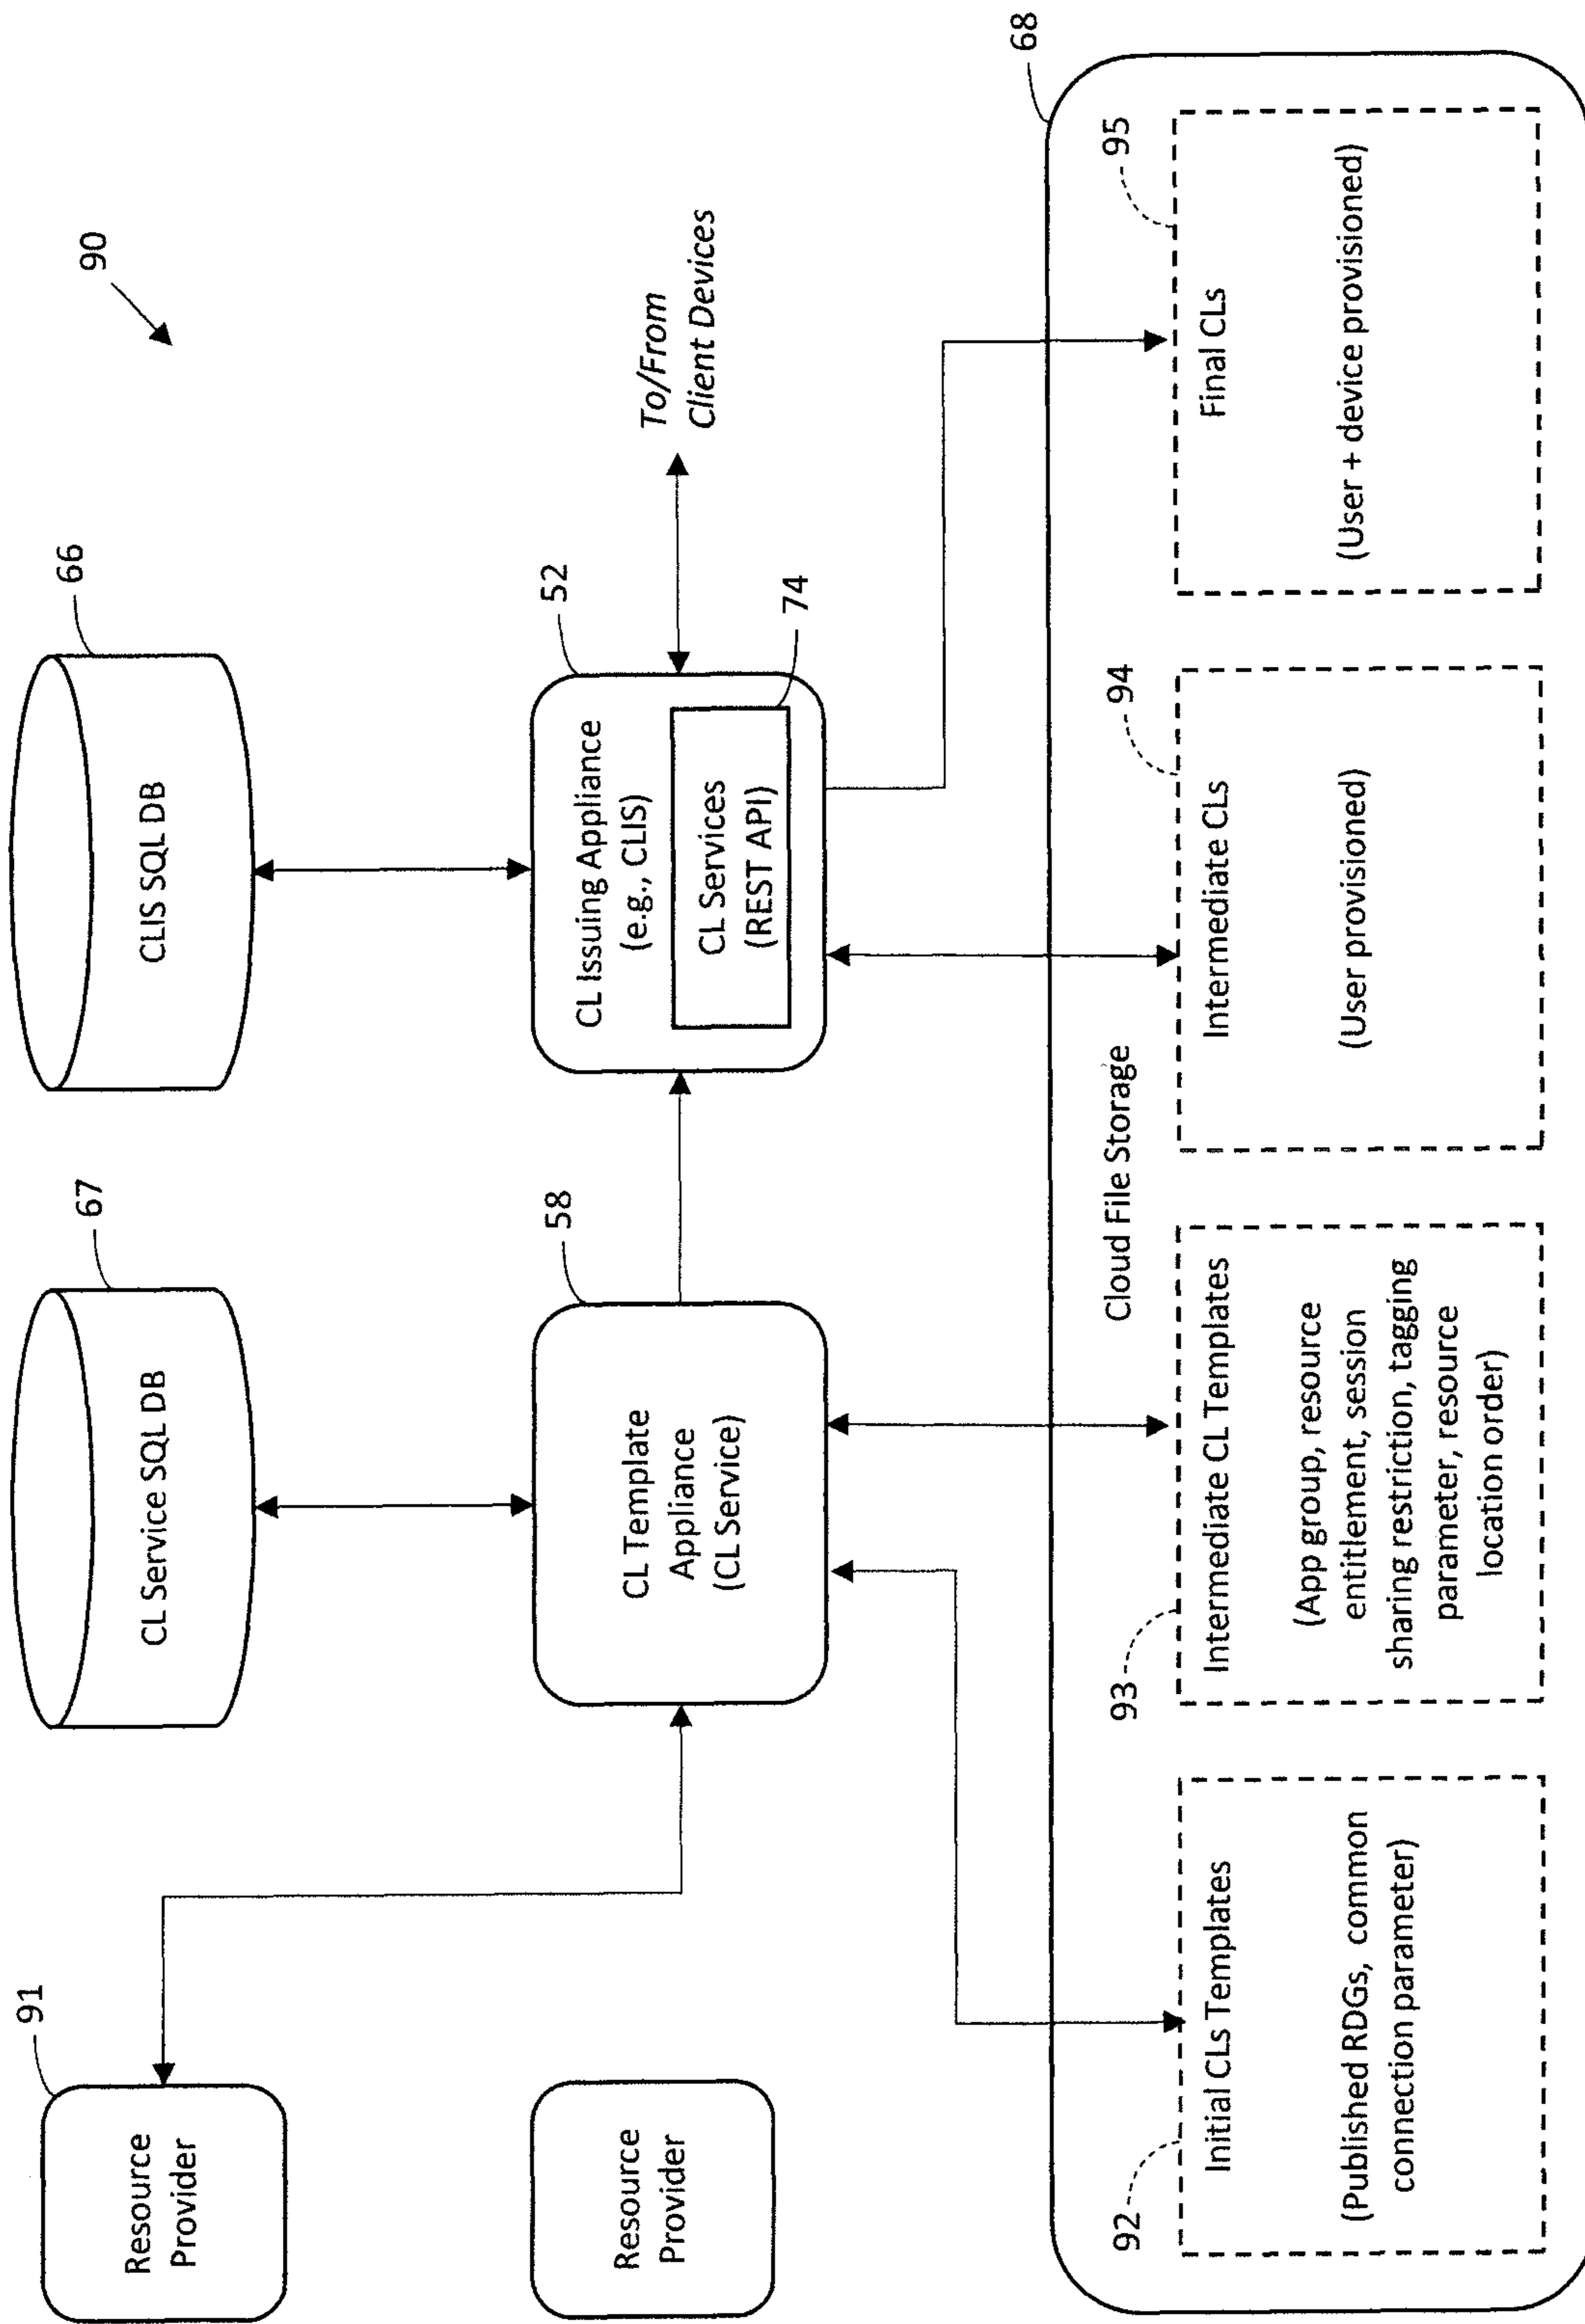 90
67
CL Service SQL DB
66
CLIS SQL DB
91
Resource
Provider
Resource
Provider
58
CL Template
Appliance
(CL Service)
52
CL Issuing Appliance
(e.g., CLIS)
CL Services
(REST API)
74
To/From
Client Devices
68
Cloud File Storage
92
Initial CLs Templates
(Published RDGs, common
connection parameter)
93
Intermediate CL Templates
(App group, resource
entitlement, session
sharing restriction, tagging
parameter, resource
location order)
94
Intermediate CLs
(User provisioned)
95
Final CLs
(User + device provisioned)